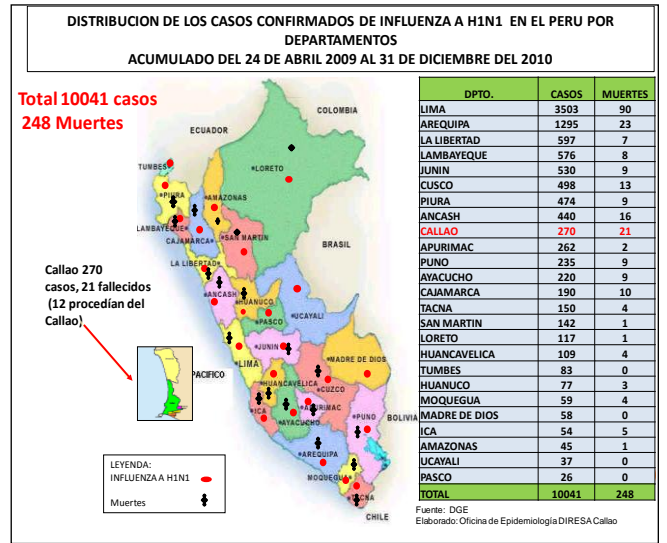 DISTRIBUCION DE LOS CASOS CONFIRMADOS DE INFLUENZA A H1N1 EN EL PERU POR
DEPARTAMENTOS
ACUMULADO DEL 24 DE ABRIL 2009 AL 31 DE DICIEMBRE DEL 2010
Total 10041 casos
248 Muertes
COLOMBIA
ECUADOR
TUMBES
LORETO
PIURA
AMAZONAS
LAMBAYEQUE
CAJAMARCA
SAN MARTIN
BRASIL
LA LIBERTAD
ANCASH
HUANUCO
UCAYALI
PASCO
JUNIN
LIMA
MADRE DE DIOS
PACIFICO
HUANCAVELICA
CUZCO
ICA
APURIMAC
AYACUCHO
PUNO
BOLIVIA
AREQUIPA
MOQUEGUA
TACNA
CHILE
Callao 270
casos, 21 fallecidos
(12 procedían del
Callao)
LEYENDA:
INFLUENZA A H1N1
Muertes
DPTO. CASOS MUERTES
LIMA 3503 90
AREQUIPA 1295 23
LA LIBERTAD 597 7
LAMBAYEQUE 576 8
JUNIN 530 9
CUSCO 498 13
PIURA 474 9
ANCASH 440 16
CALLAO 270 21
APURIMAC 262 2
PUNO 235 9
AYACUCHO 220 9
CAJAMARCA 190 10
TACNA 150 4
SAN MARTIN 142 1
LORETO 117 1
HUANCAVELICA 109 4
TUMBES 83 0
HUANUCO 77 3
MOQUEGUA 59 4
MADRE DE DIOS 58 0
ICA 54 5
AMAZONAS 45 1
UCAYALI 37 0
PASCO 26 0
TOTAL 10041 248
Fuente: DGE
Elaborado: Oficina de Epidemiología DIRESA Callao